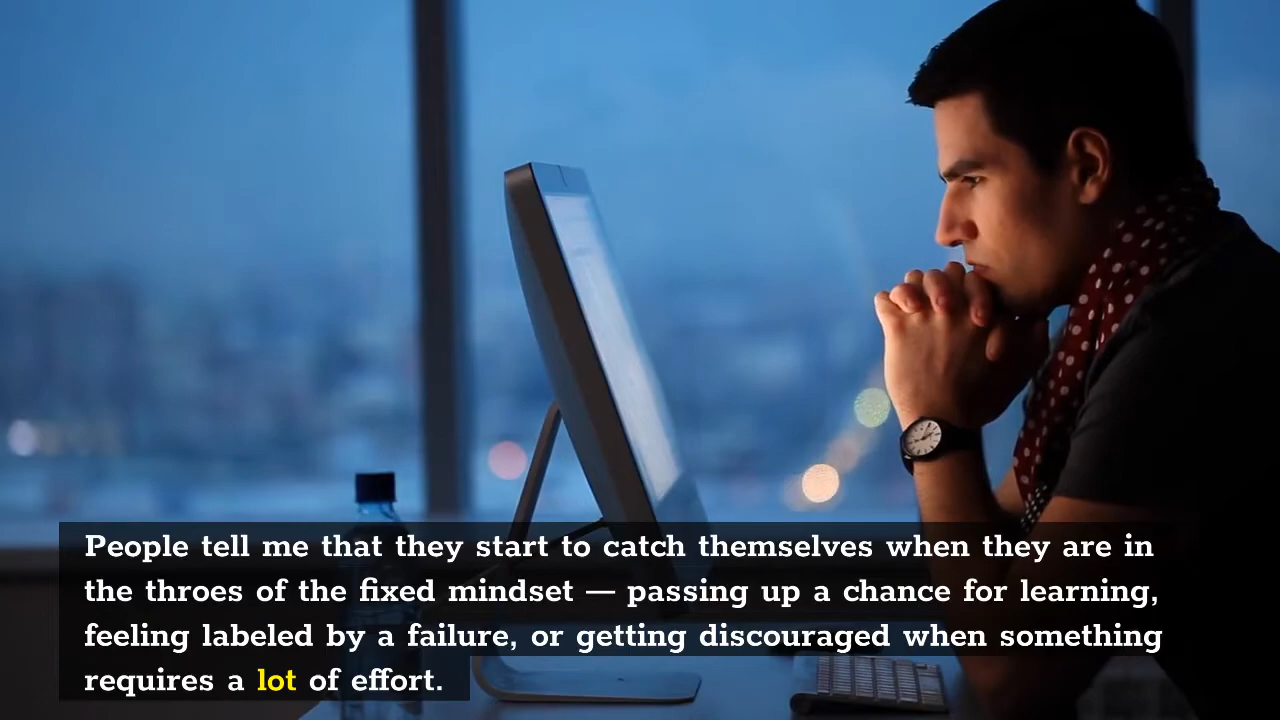 People tell me that they start to catch themselves when they are in
the throes of the fixed mindset — passing up a chance for learning,
feeling labeled by a failure, or getting discouraged when something
requires a lot of effort.